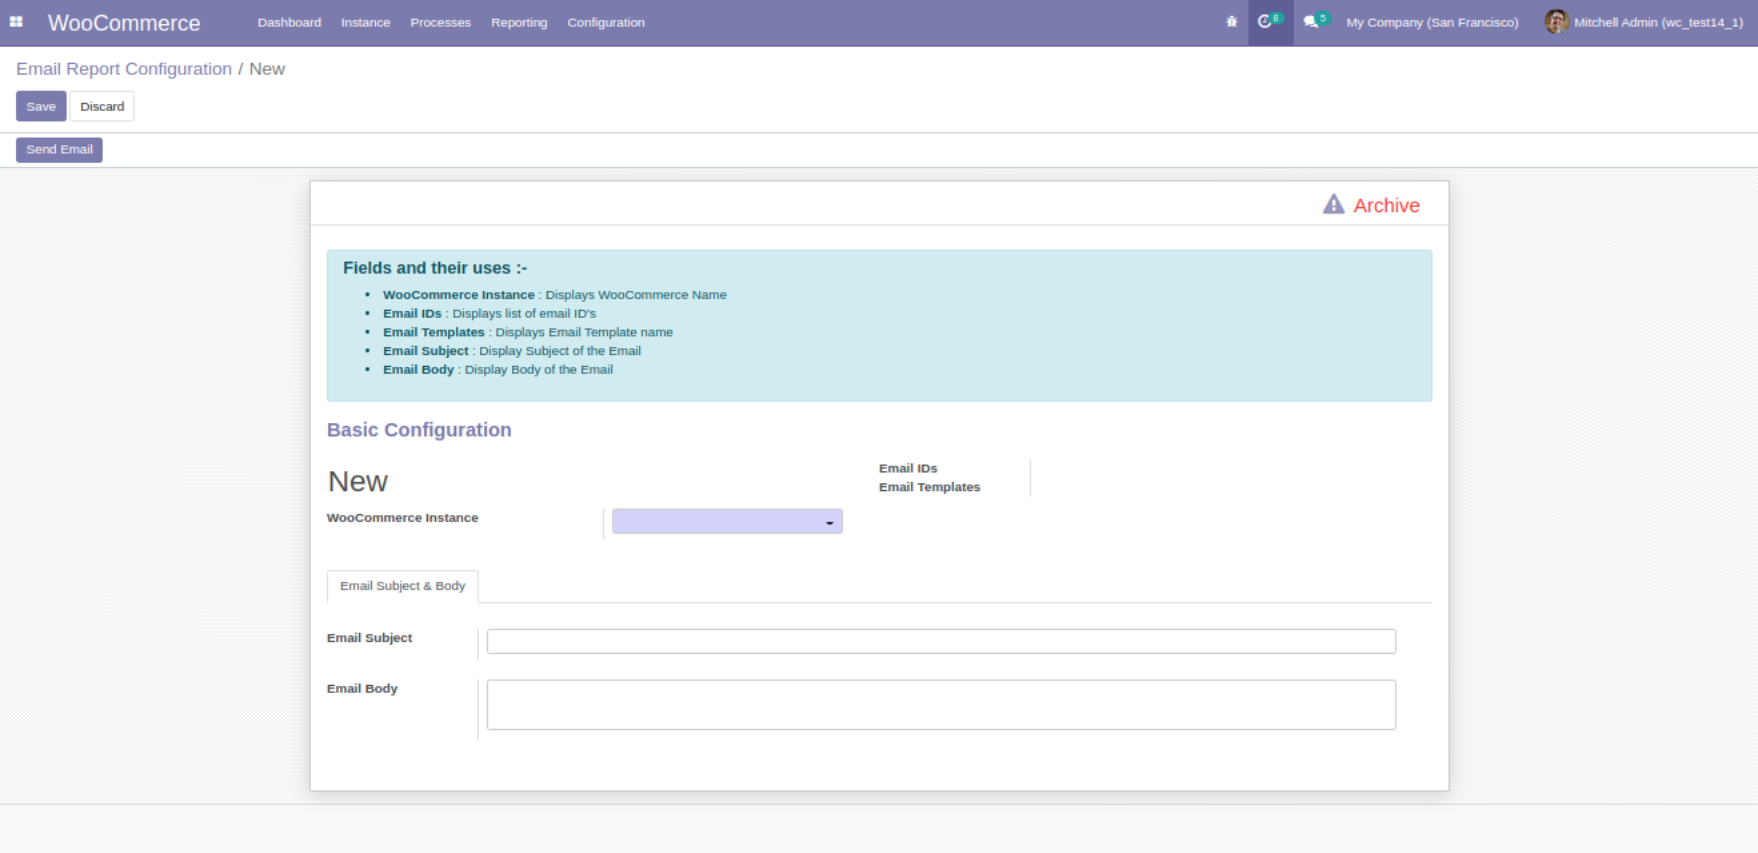 WooCommerce Dashboard Instance Processes Reporting Configuration 8 5 My Company (San Francisco) Mitchell Admin (wc_test14_1)
Email Report Configuration / New
Save Discard
Send Email
Archive
Fields and their uses :-
• WooCommerce Instance : Displays WooCommerce Name
• Email IDs : Displays list of email ID's
• Email Templates : Displays Email Template name
• Email Subject : Display Subject of the Email
• Email Body : Display Body of the Email
Basic Configuration
New
WooCommerce Instance
Email IDs
Email Templates
Email Subject & Body
Email Subject
Email Body